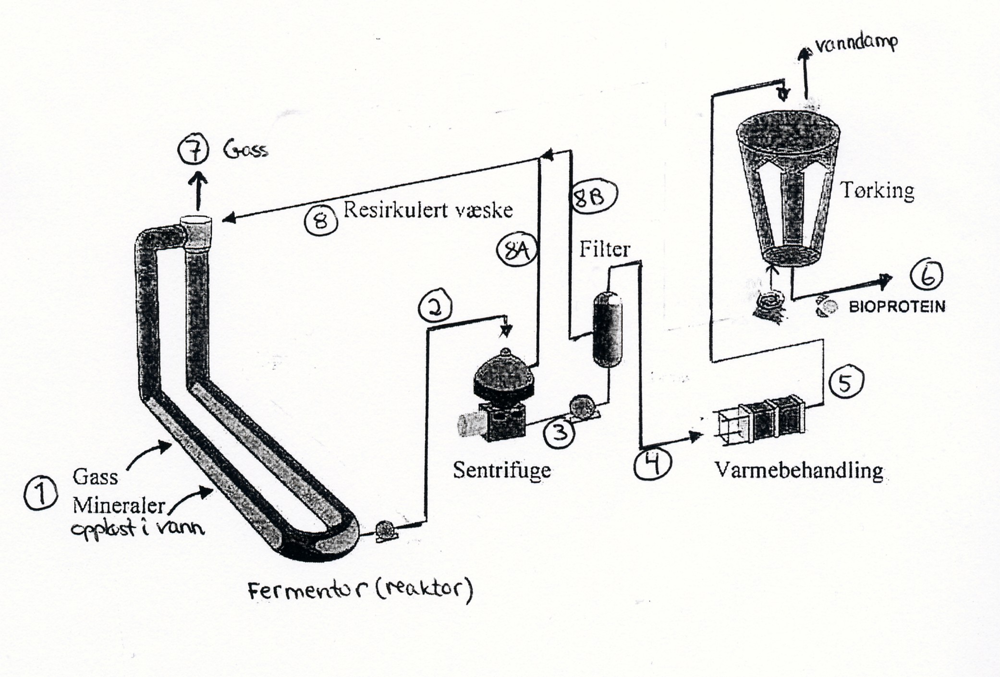 vanndamp
7 Gass
8 Resirkulert væske
8B
8A
Filter
Tørking
2
6
BIOPROTEIN
5
3
4
Sentrifuge
Varmebehandling
1
Gass
Mineraler
oppløst i vann
Fermentor (reaktor)